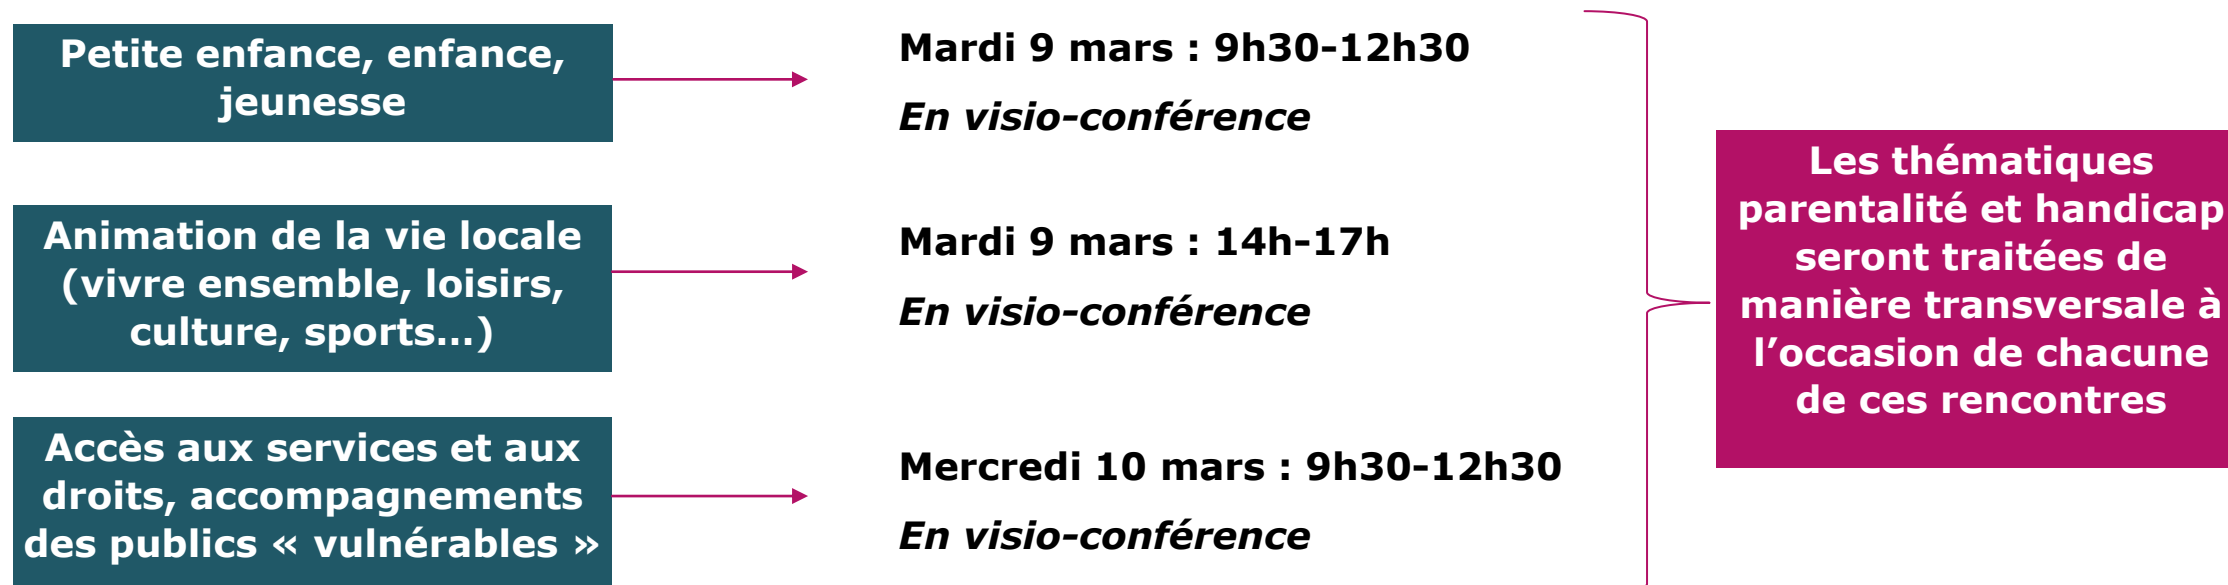 Petite enfance, enfance,
jeunesse
Mardi 9 mars : 9h30-12h30
En visio-conférence
Animation de la vie locale
(vivre ensemble, loisirs,
culture, sports…)
Mardi 9 mars : 14h-17h
En visio-conférence
Accès aux services et aux
droits, accompagnements
des publics « vulnérables »
Mercredi 10 mars : 9h30-12h30
En visio-conférence
Les thématiques
parentalité et handicap
seront traitées de
manière transversale à
l’occasion de chacune
de ces rencontres